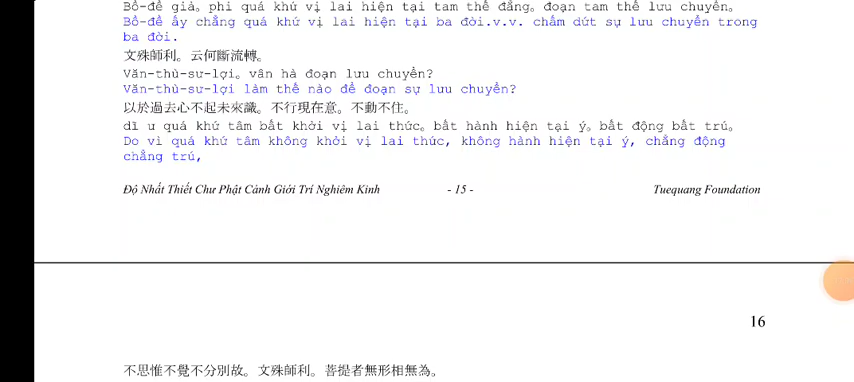 Bồ-đề giả。phi quá khứ vị lai hiện tại tam thế đẳng。đoạn tam thế lưu chuyển。
Bồ-đề ấy chẳng quá khứ vị lai hiện tại ba đời.v.v. chấm dứt sự lưu chuyển trong
ba đời.
文殊師利。云何斷流轉。
Văn-thù-sư-lợi。vân hà đoạn lưu chuyển?
Văn-thù-sư-lợi làm thế nào để đoạn sự lưu chuyển?
以於過去心不起未來識。不行現在意。不動不住。
dĩ ư quá khứ tâm bất khởi vị lai thức。bất hành hiện tại ý。bất động bất trú。
Do vì quá khứ tâm không khởi vị lai thức, không hành hiện tại ý, chẳng động
chẳng trú,
Độ Nhất Thiết Chư Phật Cảnh Giới Trí Nghiêm Kinh - 15 - Tuequang Foundation
16
不思惟不覺不分別故。文殊師利。菩提者無形相無為。